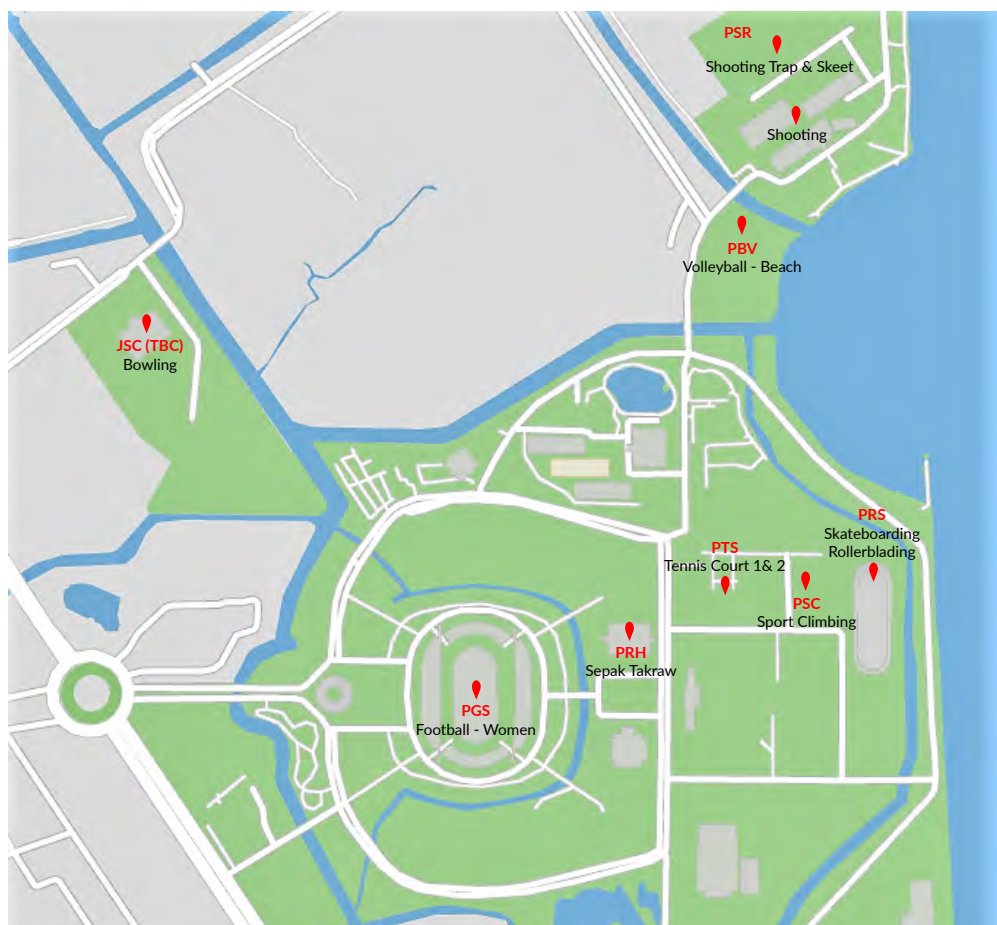 PSR
Shooting Trap & Skeet
Shooting
PBV
Volleyball - Beach
JSC (TBC)
Bowling
PRS
Skateboarding
Rollerblading
PTS
Tennis Court 1& 2
PSC
Sport Climbing
PRH
Sepak Takraw
PGS
Football - Women